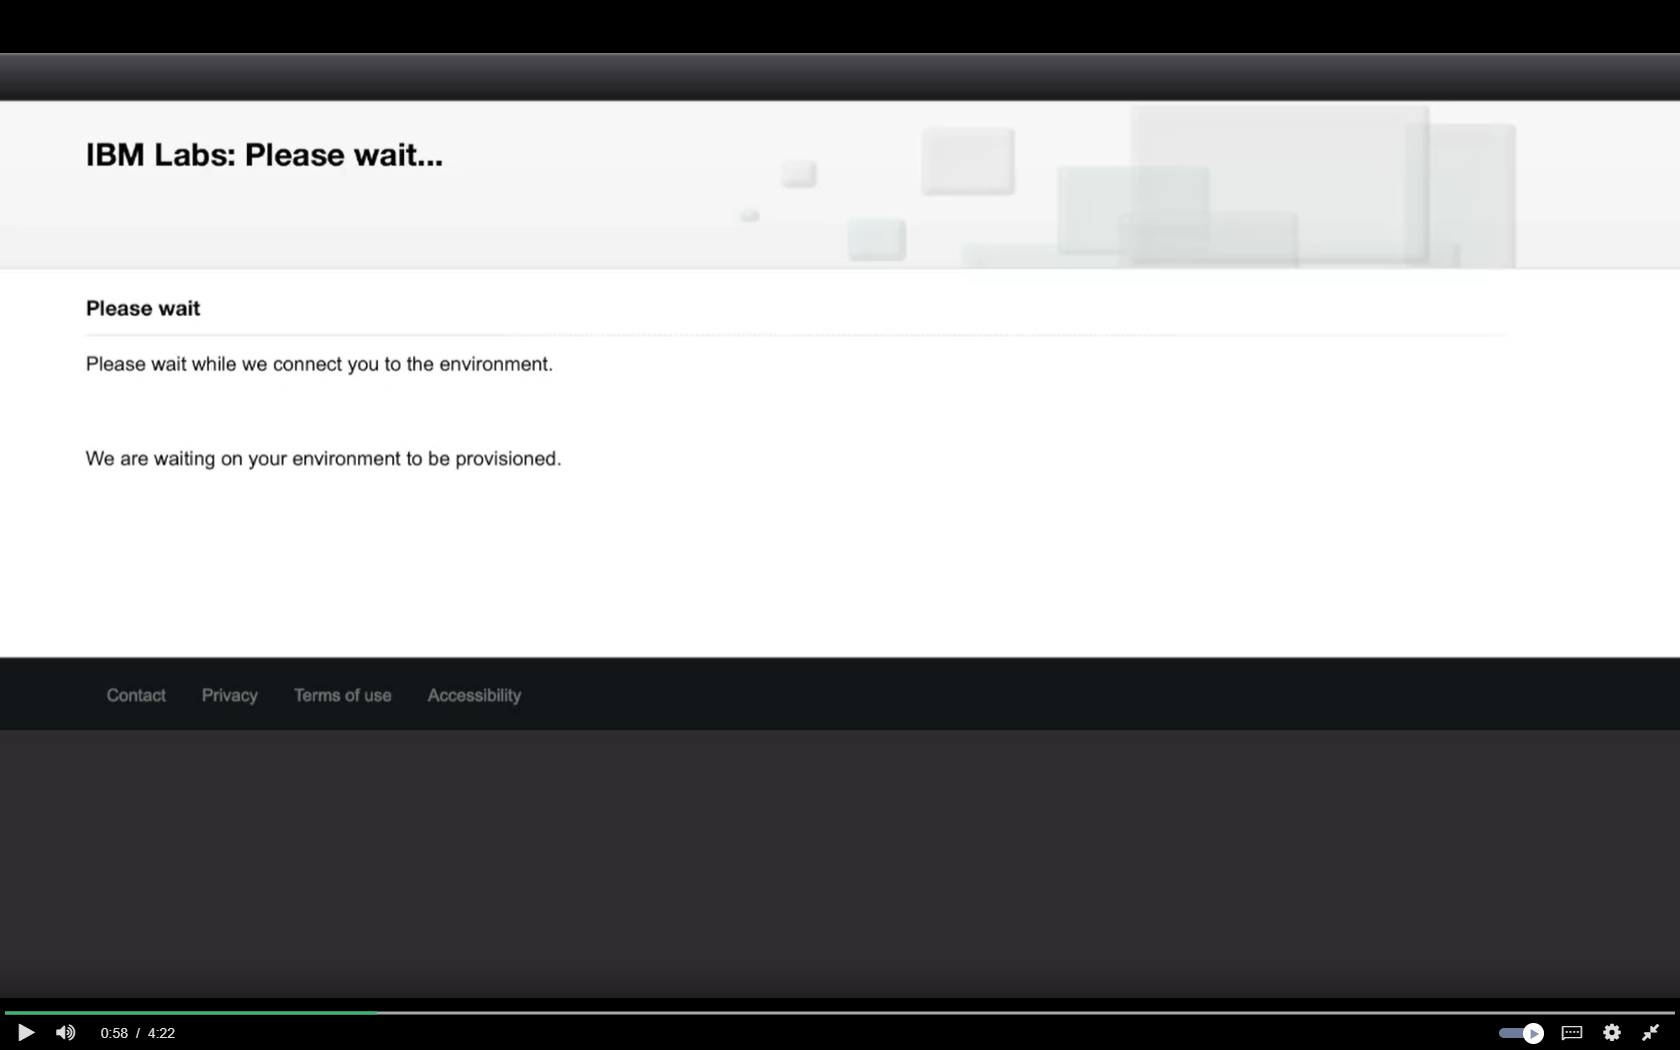 IBM Labs: Please wait...
Please wait
Please wait while we connect you to the environment.
We are waiting on your environment to be provisioned.
Contact Privacy Terms of use Accessibility
0:58 / 4:22